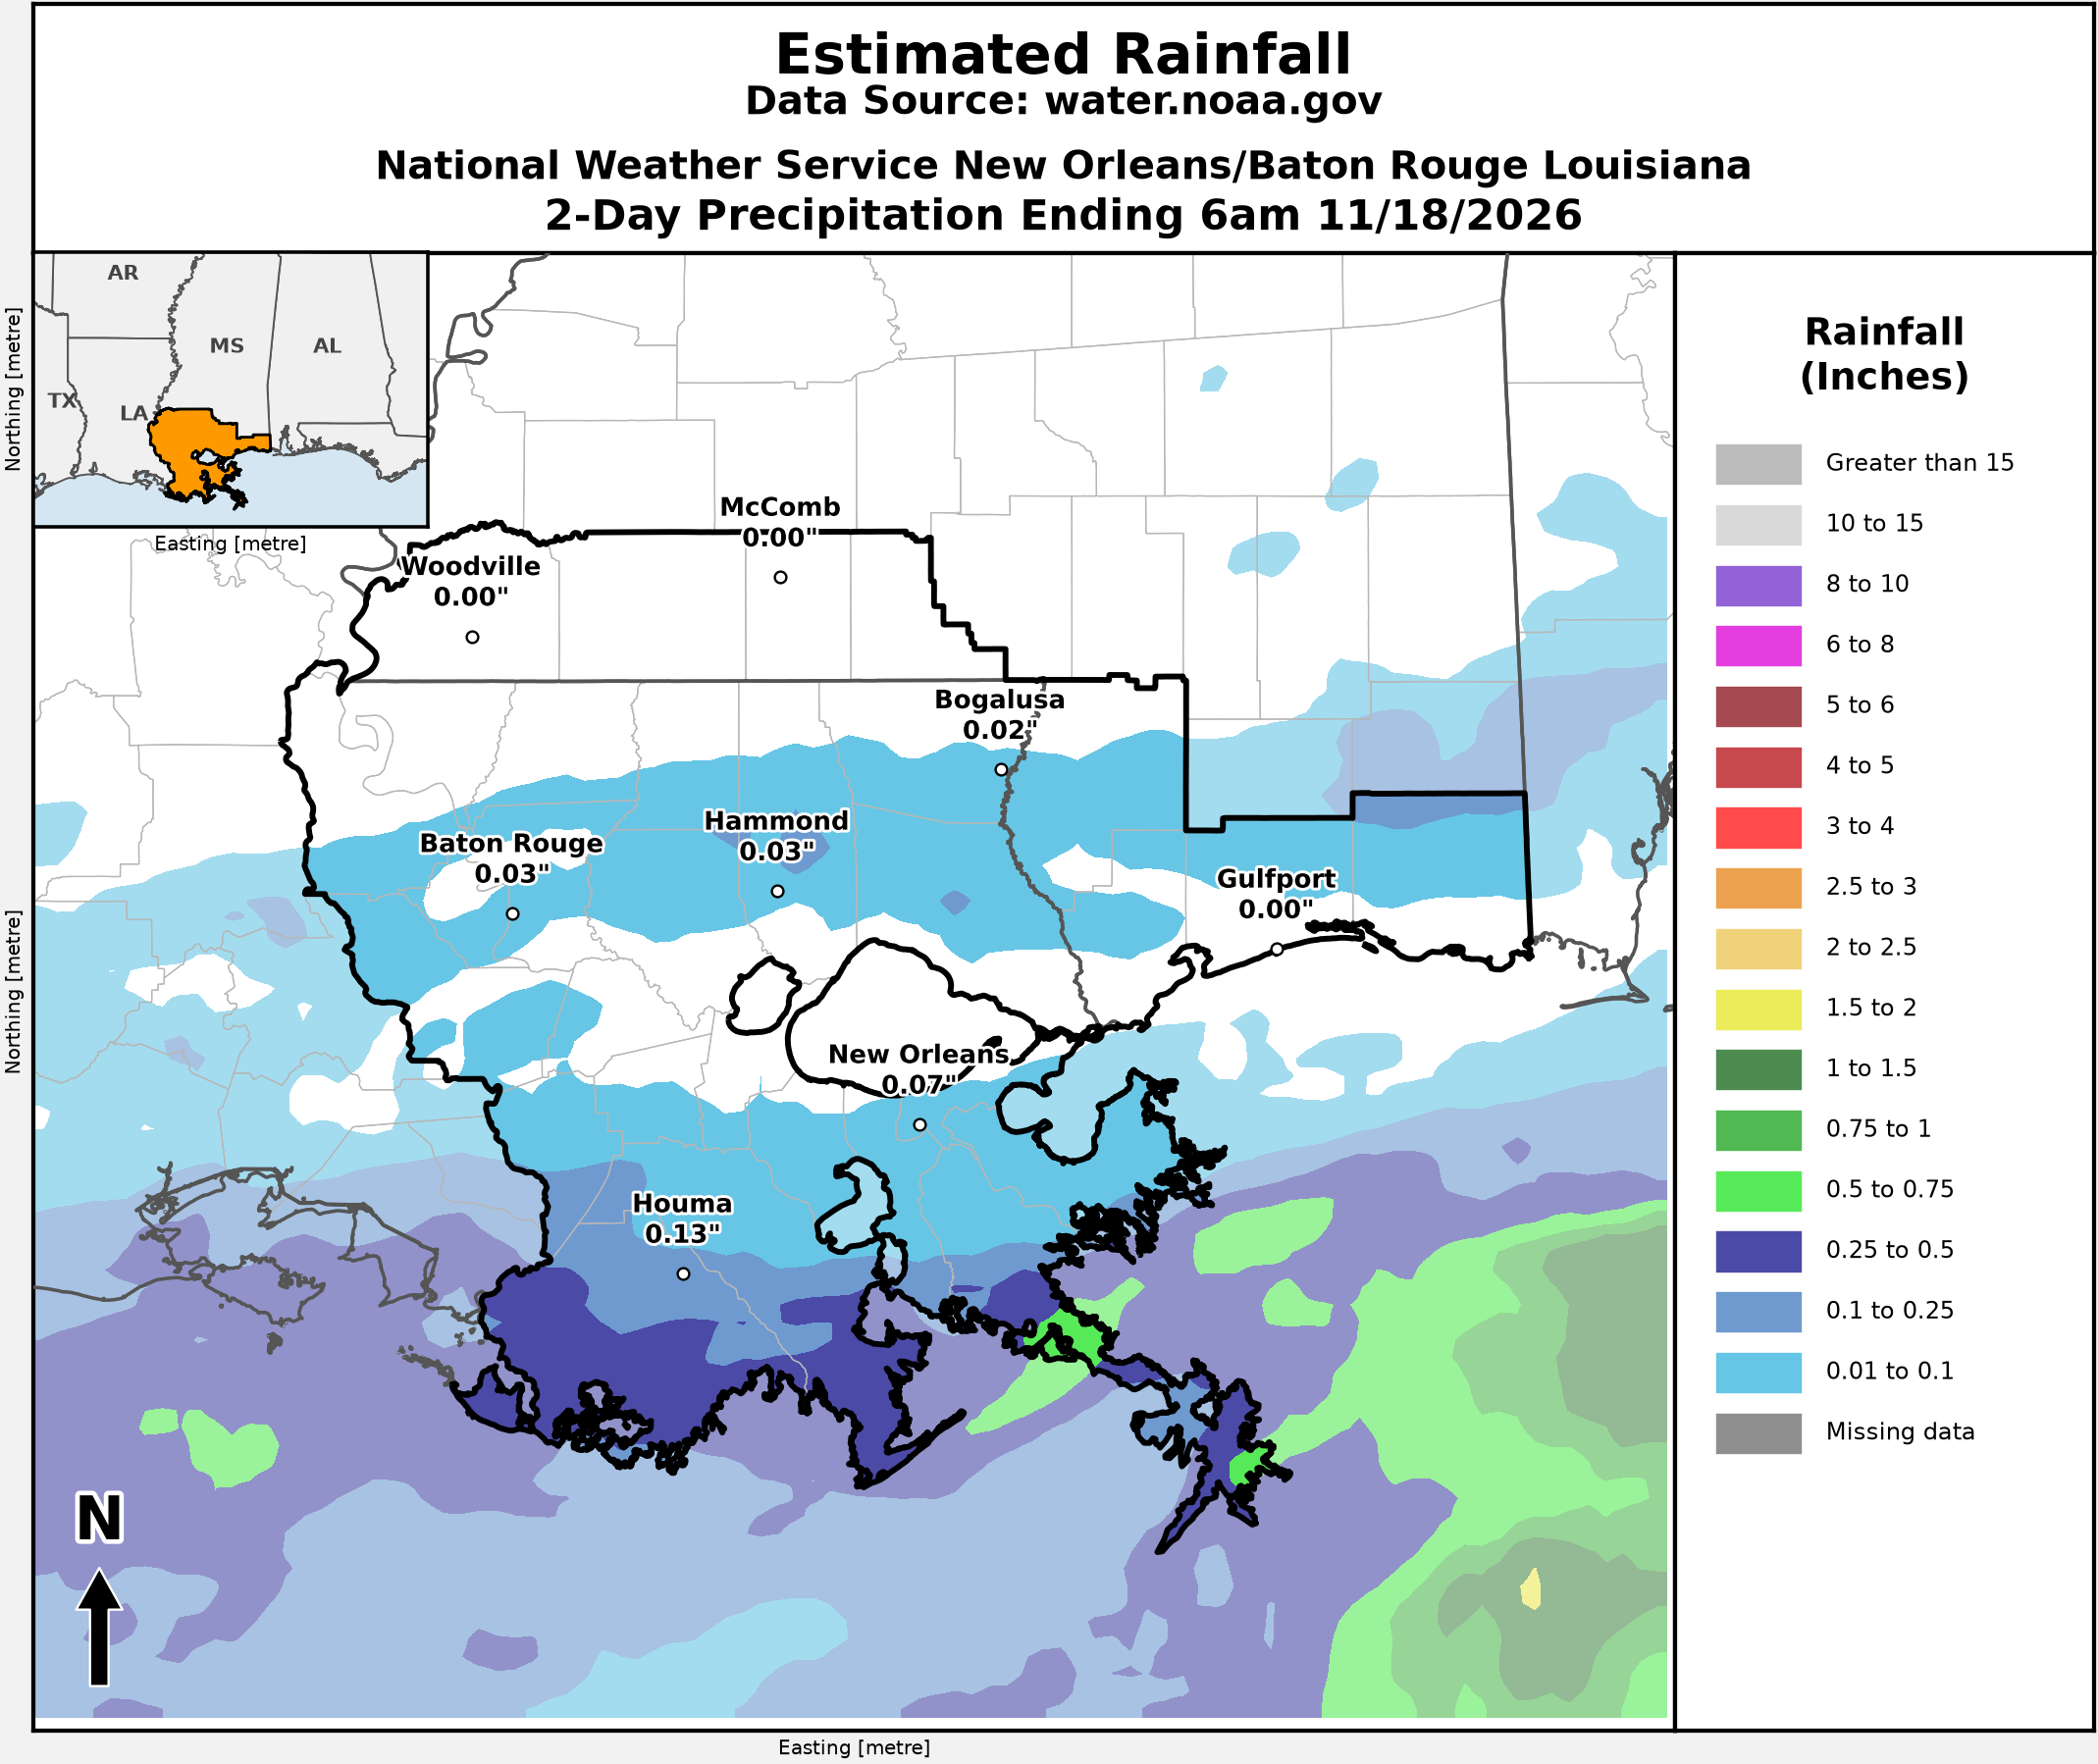 Estimated Rainfall
Data Source: water.noaa.gov
National Weather Service New Orleans/Baton Rouge Louisiana
2-Day Precipitation Ending 6am 11/18/2026
AR
MS
AL
TX
LA
Northing [metre]
Easting [metre]
McComb
0.00"
Woodville
0.00"
Bogalusa
0.02"
Hammond
0.03"
Baton Rouge
0.03"
Gulfport
0.00"
New Orleans
0.07"
Houma
0.13"
N
Northing [metre]
Easting [metre]
Rainfall
(Inches)
Greater than 15
10 to 15
8 to 10
6 to 8
5 to 6
4 to 5
3 to 4
2.5 to 3
2 to 2.5
1.5 to 2
1 to 1.5
0.75 to 1
0.5 to 0.75
0.25 to 0.5
0.1 to 0.25
0.01 to 0.1
Missing data